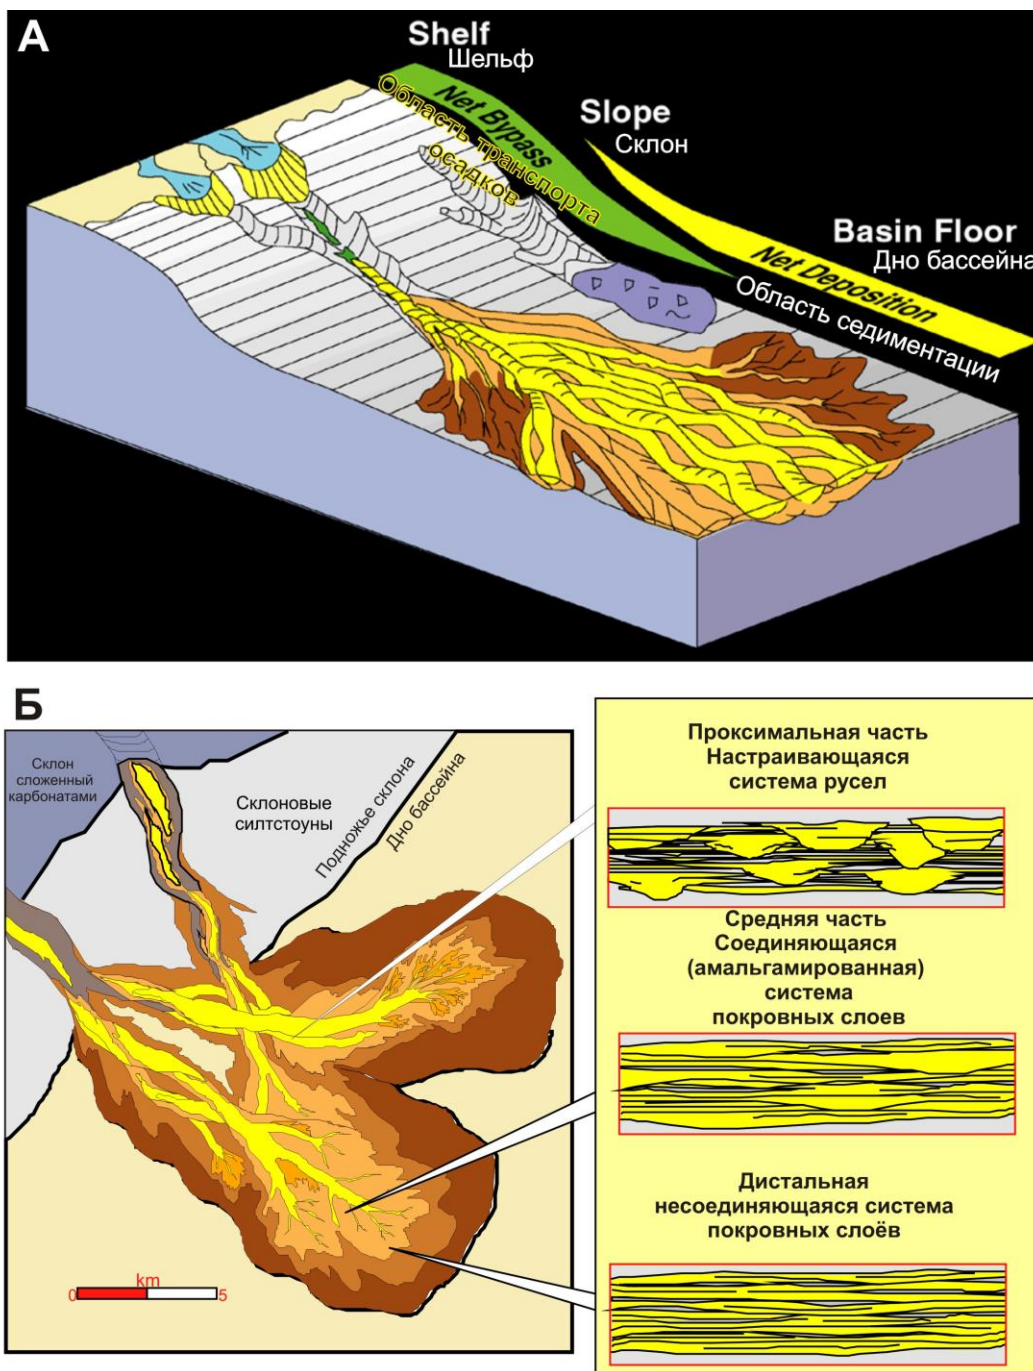 А
Shelf
Шельф
Net Bypass
Область транспорта
осадков
Slope
Склон
Basin Floor
Дно бассейна
Net Deposition
Область седиментации
Б
Склон
сложенный
карбонатами
Склоновые
силтстоуны
Подножье склона
Дно бассейна
km
0
5
Проксимальная часть
Настраивающаяся
система русел
Средняя часть
Соединяющаяся
(амальгамированная)
система
покровных слоев
Дистальная
несоединяющаяся система
покровных слоёв